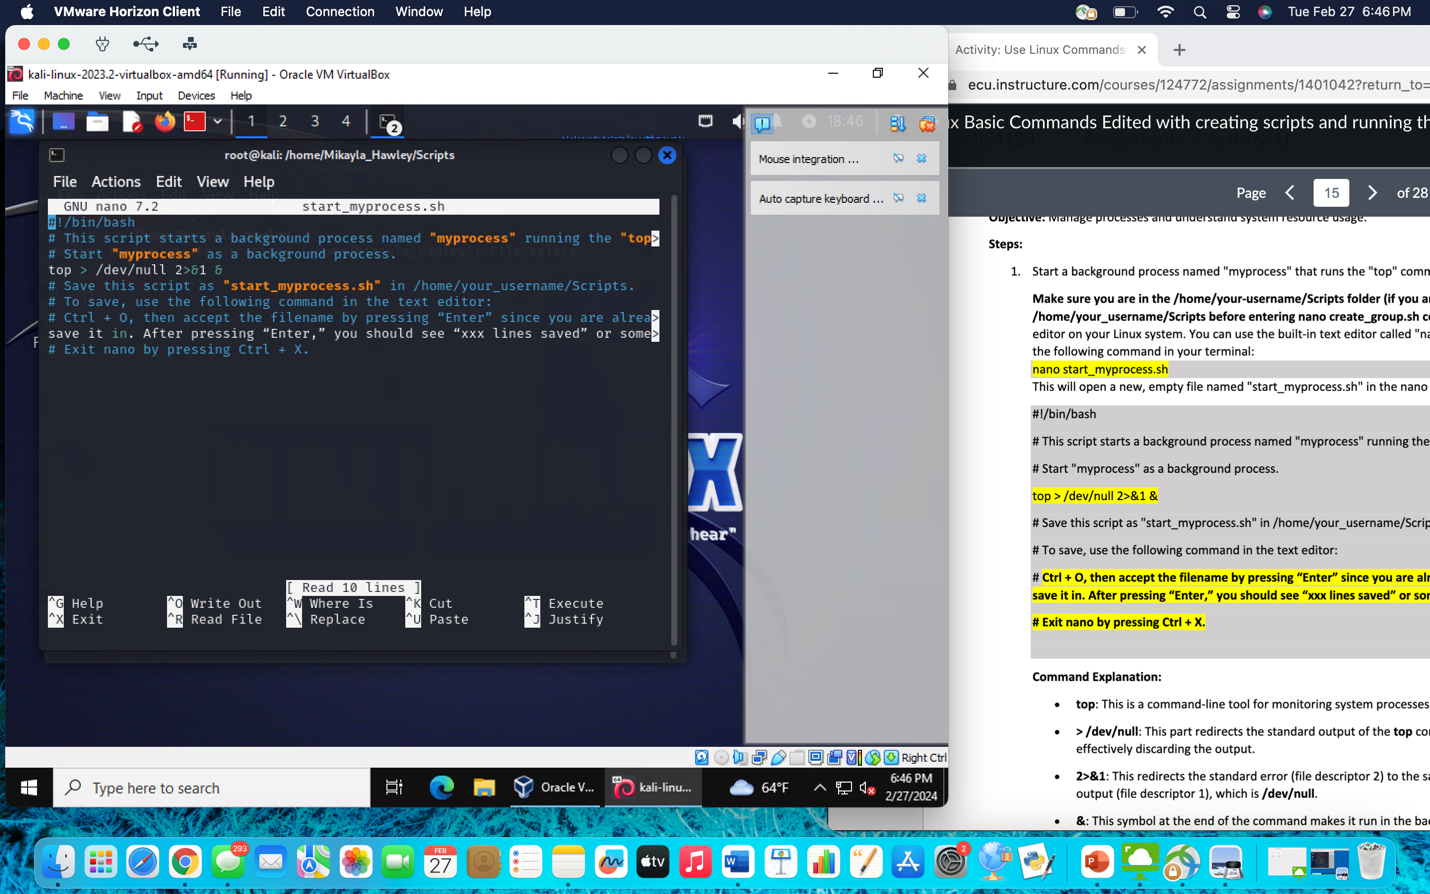 VMware Horizon Client File Edit Connection Window Help Tue Feb 27 6:46 PM
kali-linux-2023.2-virtualbox-amd64 [Running] - Oracle VM VirtualBox
File Machine View Input Devices Help
1 2 3 4 2 18:46
root@kali: /home/Mikayla_Hawley/Scripts
File Actions Edit View Help
GNU nano 7.2 start_myprocess.sh
#!/bin/bash
# This script starts a background process named "myprocess" running the "top>
# Start "myprocess" as a background process.
top > /dev/null 2>&1 &
# Save this script as "start_myprocess.sh" in /home/your_username/Scripts.
# To save, use the following command in the text editor:
# Ctrl + O, then accept the filename by pressing “Enter” since you are alrea>
save it in. After pressing “Enter,” you should see “xxx lines saved” or some>
# Exit nano by pressing Ctrl + X.
[ Read 10 lines ]
^G Help ^O Write Out ^W Where Is ^K Cut ^T Execute
^X Exit ^R Read File ^\ Replace ^U Paste ^J Justify
X
hear"
Mouse integration ...
Auto capture keyboard ...
Right Ctrl
Type here to search
Oracle V...
kali-linu...
64°F
6:46 PM
2/27/2024
Activity: Use Linux Commands
ecu.instructure.com/courses/124772/assignments/1401042?return_to=
x Basic Commands Edited with creating scripts and running th
Page 15 of 28
Objective: Manage processes and understand system resource usage.
Steps:
1. Start a background process named "myprocess" that runs the "top" comm
Make sure you are in the /home/your-username/Scripts folder (if you a
/home/your_username/Scripts before entering nano create_group.sh c
editor on your Linux system. You can use the built-in text editor called "na
the following command in your terminal:
nano start_myprocess.sh
This will open a new, empty file named "start_myprocess.sh" in the nano
#!/bin/bash
# This script starts a background process named "myprocess" running the
# Start "myprocess" as a background process.
top > /dev/null 2>&1 &
# Save this script as "start_myprocess.sh" in /home/your_username/Scrip
# To save, use the following command in the text editor:
# Ctrl + O, then accept the filename by pressing “Enter” since you are alr
save it in. After pressing “Enter,” you should see “xxx lines saved” or sor
# Exit nano by pressing Ctrl + X.
Command Explanation:
• top: This is a command-line tool for monitoring system processes
• > /dev/null: This part redirects the standard output of the top co
effectively discarding the output.
• 2>&1: This redirects the standard error (file descriptor 2) to the sa
output (file descriptor 1), which is /dev/null.
• &: This symbol at the end of the command makes it run in the ba
293
FEB
27
tv
2